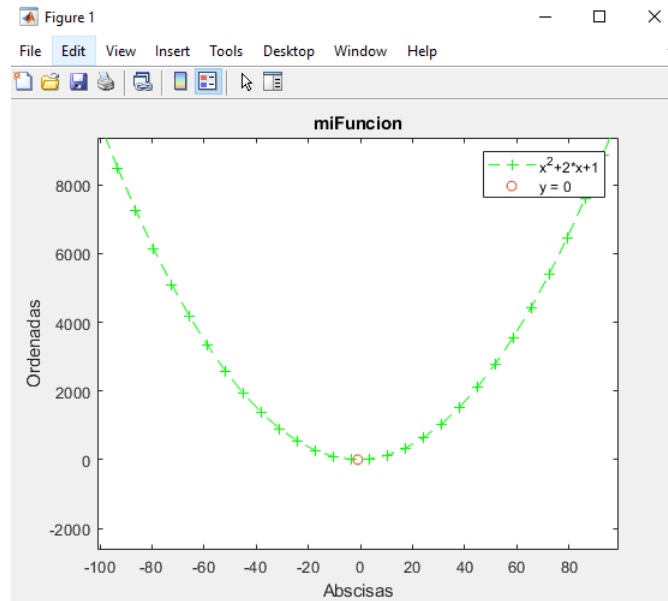 Figure 1
File Edit View Insert Tools Desktop Window Help
miFuncion
x^2+2*x+1
y = 0
8000
6000
4000
2000
0
-2000
Ordenadas
-100 -80 -60 -40 -20 0 20 40 60 80
Abscisas